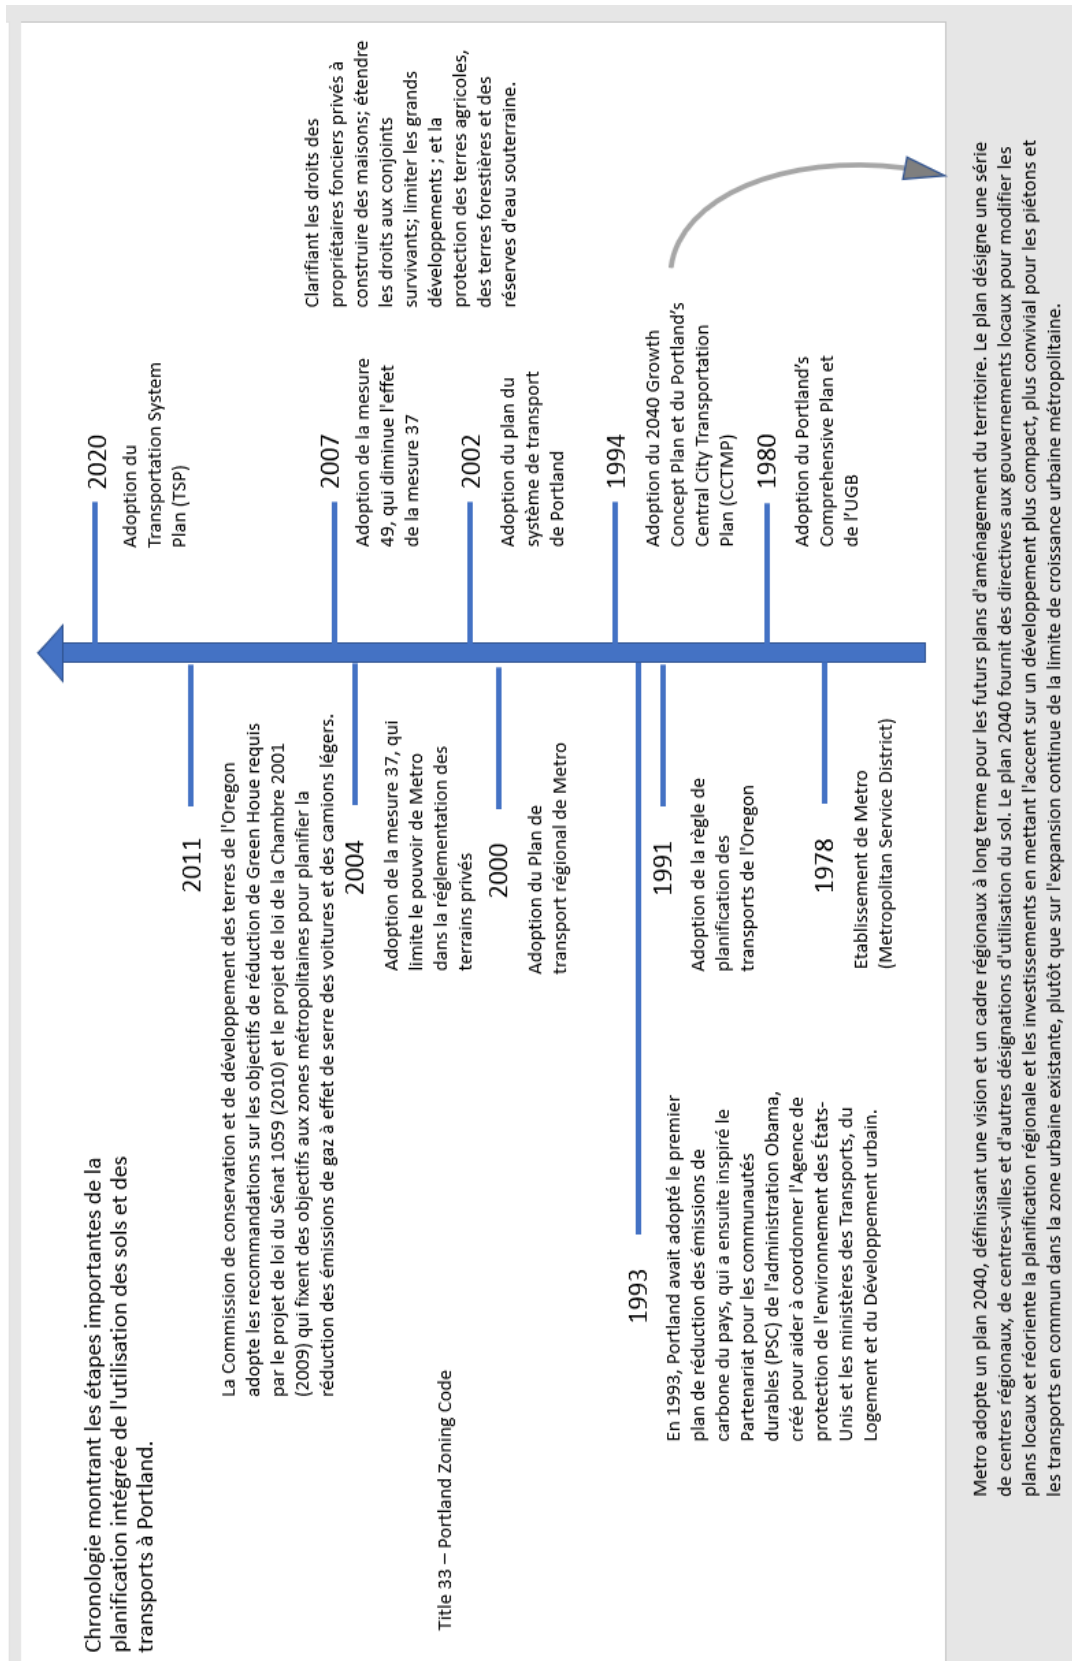 Chronologie montrant les étapes importantes de la
planification intégrée de l'utilisation des sols et des
transports à Portland.
2011
La Commission de conservation et de développement des terres de l'Oregon
adopte les recommandations sur les objectifs de réduction de Green Houe requis
par le projet de loi du Sénat 1059 (2010) et le projet de loi de la Chambre 2001
(2009) qui fixent des objectifs aux zones métropolitaines pour planifier la
réduction des émissions de gaz à effet de serre des voitures et des camions légers.
2020
Adoption du
Transportation System
Plan (TSP)
2004
Adoption de la mesure 37, qui
limite le pouvoir de Metro
dans la réglementation des
terrains privés
2007
Adoption de la mesure
49, qui diminue l'effet
de la mesure 37
Clarifiant les droits des
propriétaires fonciers privés à
construire des maisons; étendre
les droits aux conjoints
survivants; limiter les grands
développements ; et la
protection des terres agricoles,
des terres forestières et des
réserves d'eau souterraine.
Title 33 – Portland Zoning Code
2000
Adoption du Plan de
transport régional de Metro
2002
Adoption du plan du
système de transport
de Portland
1993
En 1993, Portland avait adopté le premier
plan de réduction des émissions de
carbone du pays, qui a ensuite inspiré le
Partenariat pour les communautés
durables (PSC) de l'administration Obama,
créé pour aider à coordonner l'Agence de
protection de l'environnement des États-
Unis et les ministères des Transports, du
Logement et du Développement urbain.
1991
Adoption de la règle de
planification des
transports de l'Oregon
1994
Adoption du 2040 Growth
Concept Plan et du Portland's
Central City Transportation
Plan (CCTMP)
1978
Etablissement de Metro
(Metropolitan Service District)
1980
Adoption du Portland's
Comprehensive Plan et
de l'UGB
Metro adopte un plan 2040, définissant une vision et un cadre régionaux à long terme pour les futurs plans d'aménagement du territoire. Le plan désigne une série
de centres régionaux, de centres-villes et d'autres désignations d'utilisation du sol. Le plan 2040 fournit des directives aux gouvernements locaux pour modifier les
plans locaux et réoriente la planification régionale et les investissements en mettant l'accent sur un développement plus compact, plus convivial pour les piétons et
les transports en commun dans la zone urbaine existante, plutôt que sur l'expansion continue de la limite de croissance urbaine métropolitaine.